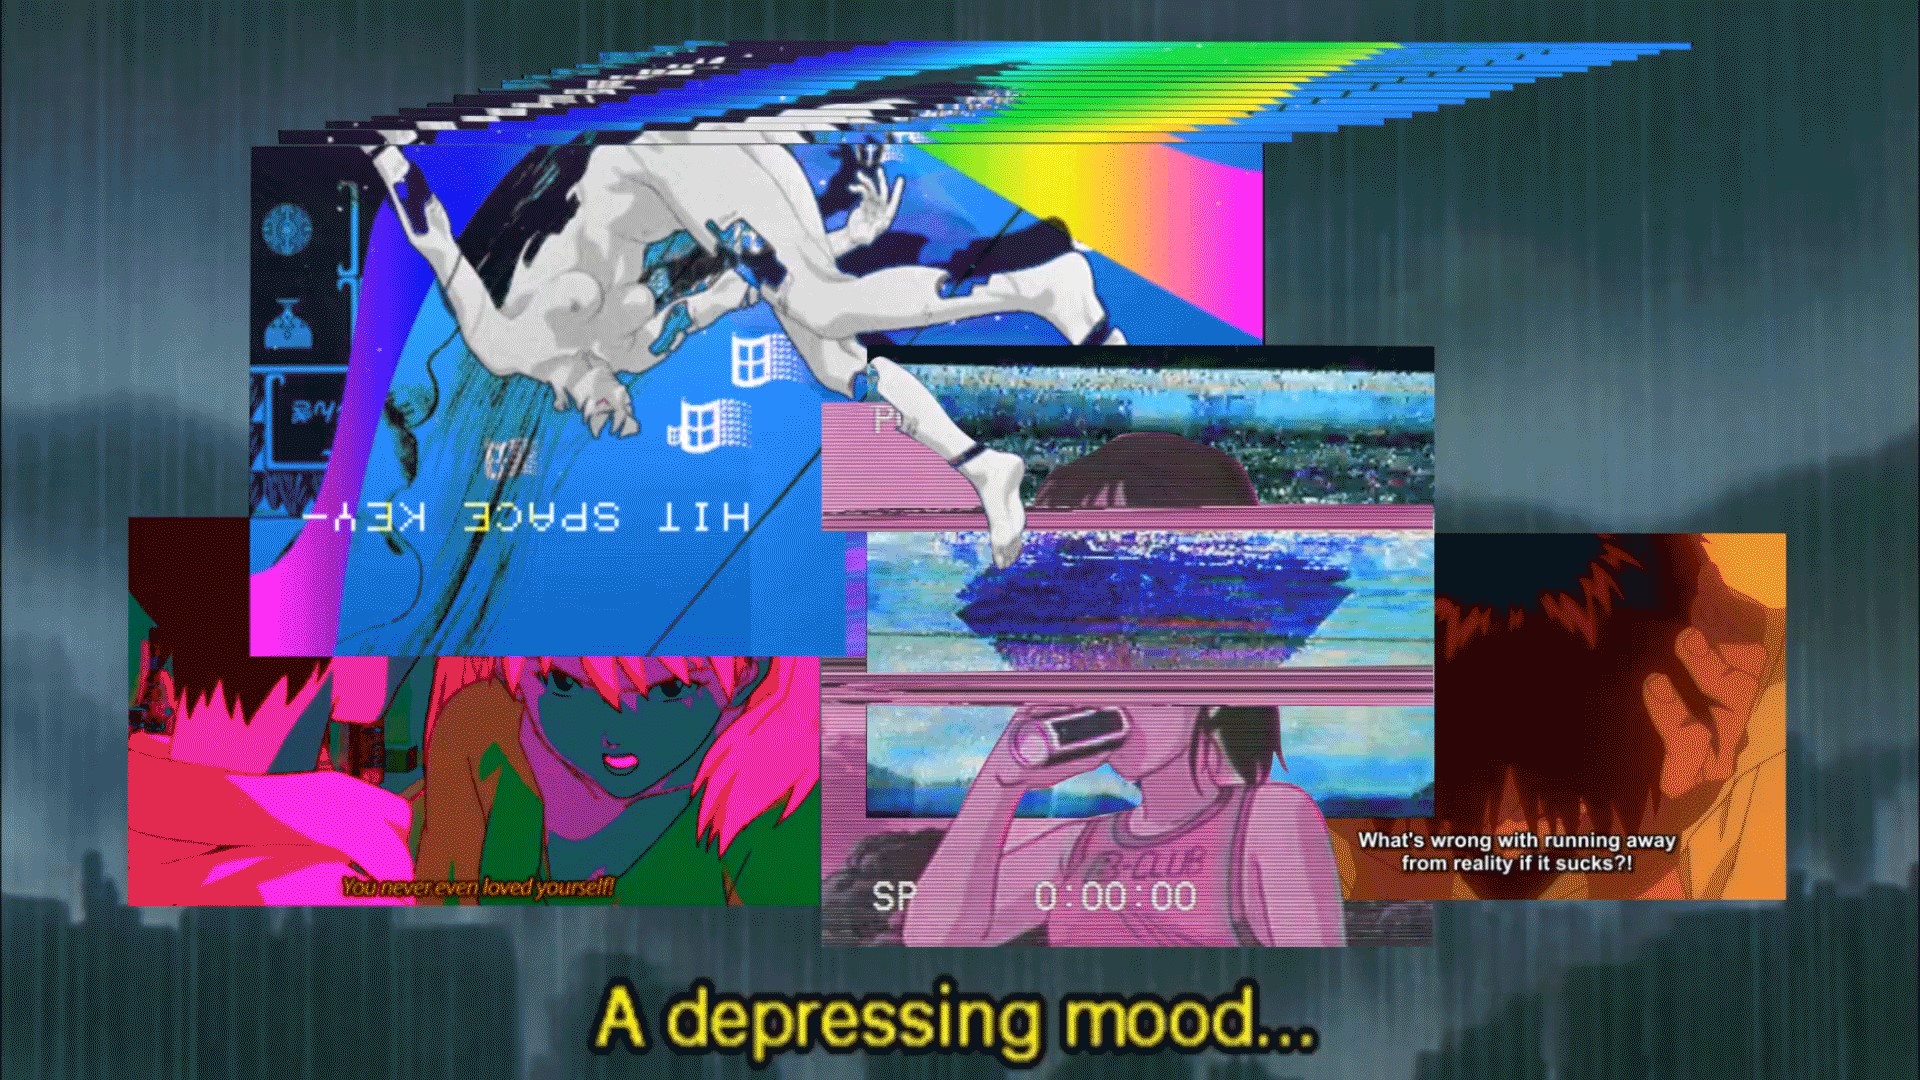 HIT SPACE KEY-
You never even loved yourself!
What's wrong with running away
from reality if it sucks?!
SP 0:00:00
A depressing mood...